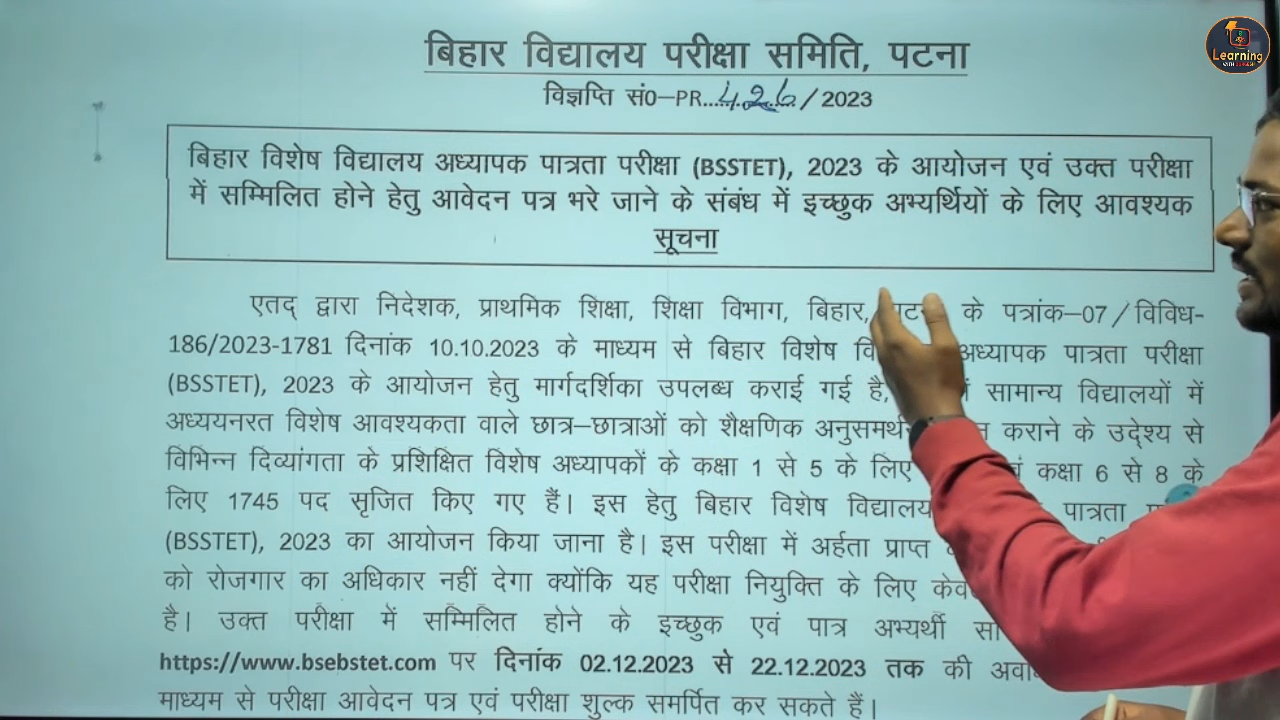 बिहार विद्यालय परीक्षा समिति, पटना
विज्ञप्ति सं0–PR...426.../2023
बिहार विशेष विद्यालय अध्यापक पात्रता परीक्षा (BSSTET), 2023 के आयोजन एवं उक्त परीक्षा
में सम्मिलित होने हेतु आवेदन पत्र भरे जाने के संबंध में इच्छुक अभ्यर्थियों के लिए आवश्यक
सूचना
एतद् द्वारा निदेशक, प्राथमिक शिक्षा, शिक्षा विभाग, बिहार, के पत्रांक–07/विविध-
186/2023-1781 दिनांक 10.10.2023 के माध्यम से बिहार विशेष अध्यापक पात्रता परीक्षा
(BSSTET), 2023 के आयोजन हेतु मार्गदर्शिका उपलब्ध कराई गई है, सामान्य विद्यालयों में
अध्ययनरत विशेष आवश्यकता वाले छात्र–छात्राओं को शैक्षणिक कराने के उद्देश्य से
विभिन्न दिव्यांगता के प्रशिक्षित विशेष अध्यापकों के कक्षा 1 से 5 के लिए कक्षा 6 से 8 के
लिए 1745 पद सृजित किए गए हैं। इस हेतु बिहार विशेष विद्यालय पात्रता
(BSSTET), 2023 का आयोजन किया जाना है। इस परीक्षा में अर्हता प्राप्त
को रोजगार का अधिकार नहीं देगा क्योंकि यह परीक्षा नियुक्ति के लिए
है। उक्त परीक्षा में सम्मिलित होने के इच्छुक एवं पात्र अभ्यर्थी
https://www.bsebstet.com पर दिनांक 02.12.2023 से 22.12.2023 तक की
माध्यम से परीक्षा आवेदन पत्र एवं परीक्षा शुल्क समर्पित कर सकते हैं।
Learning